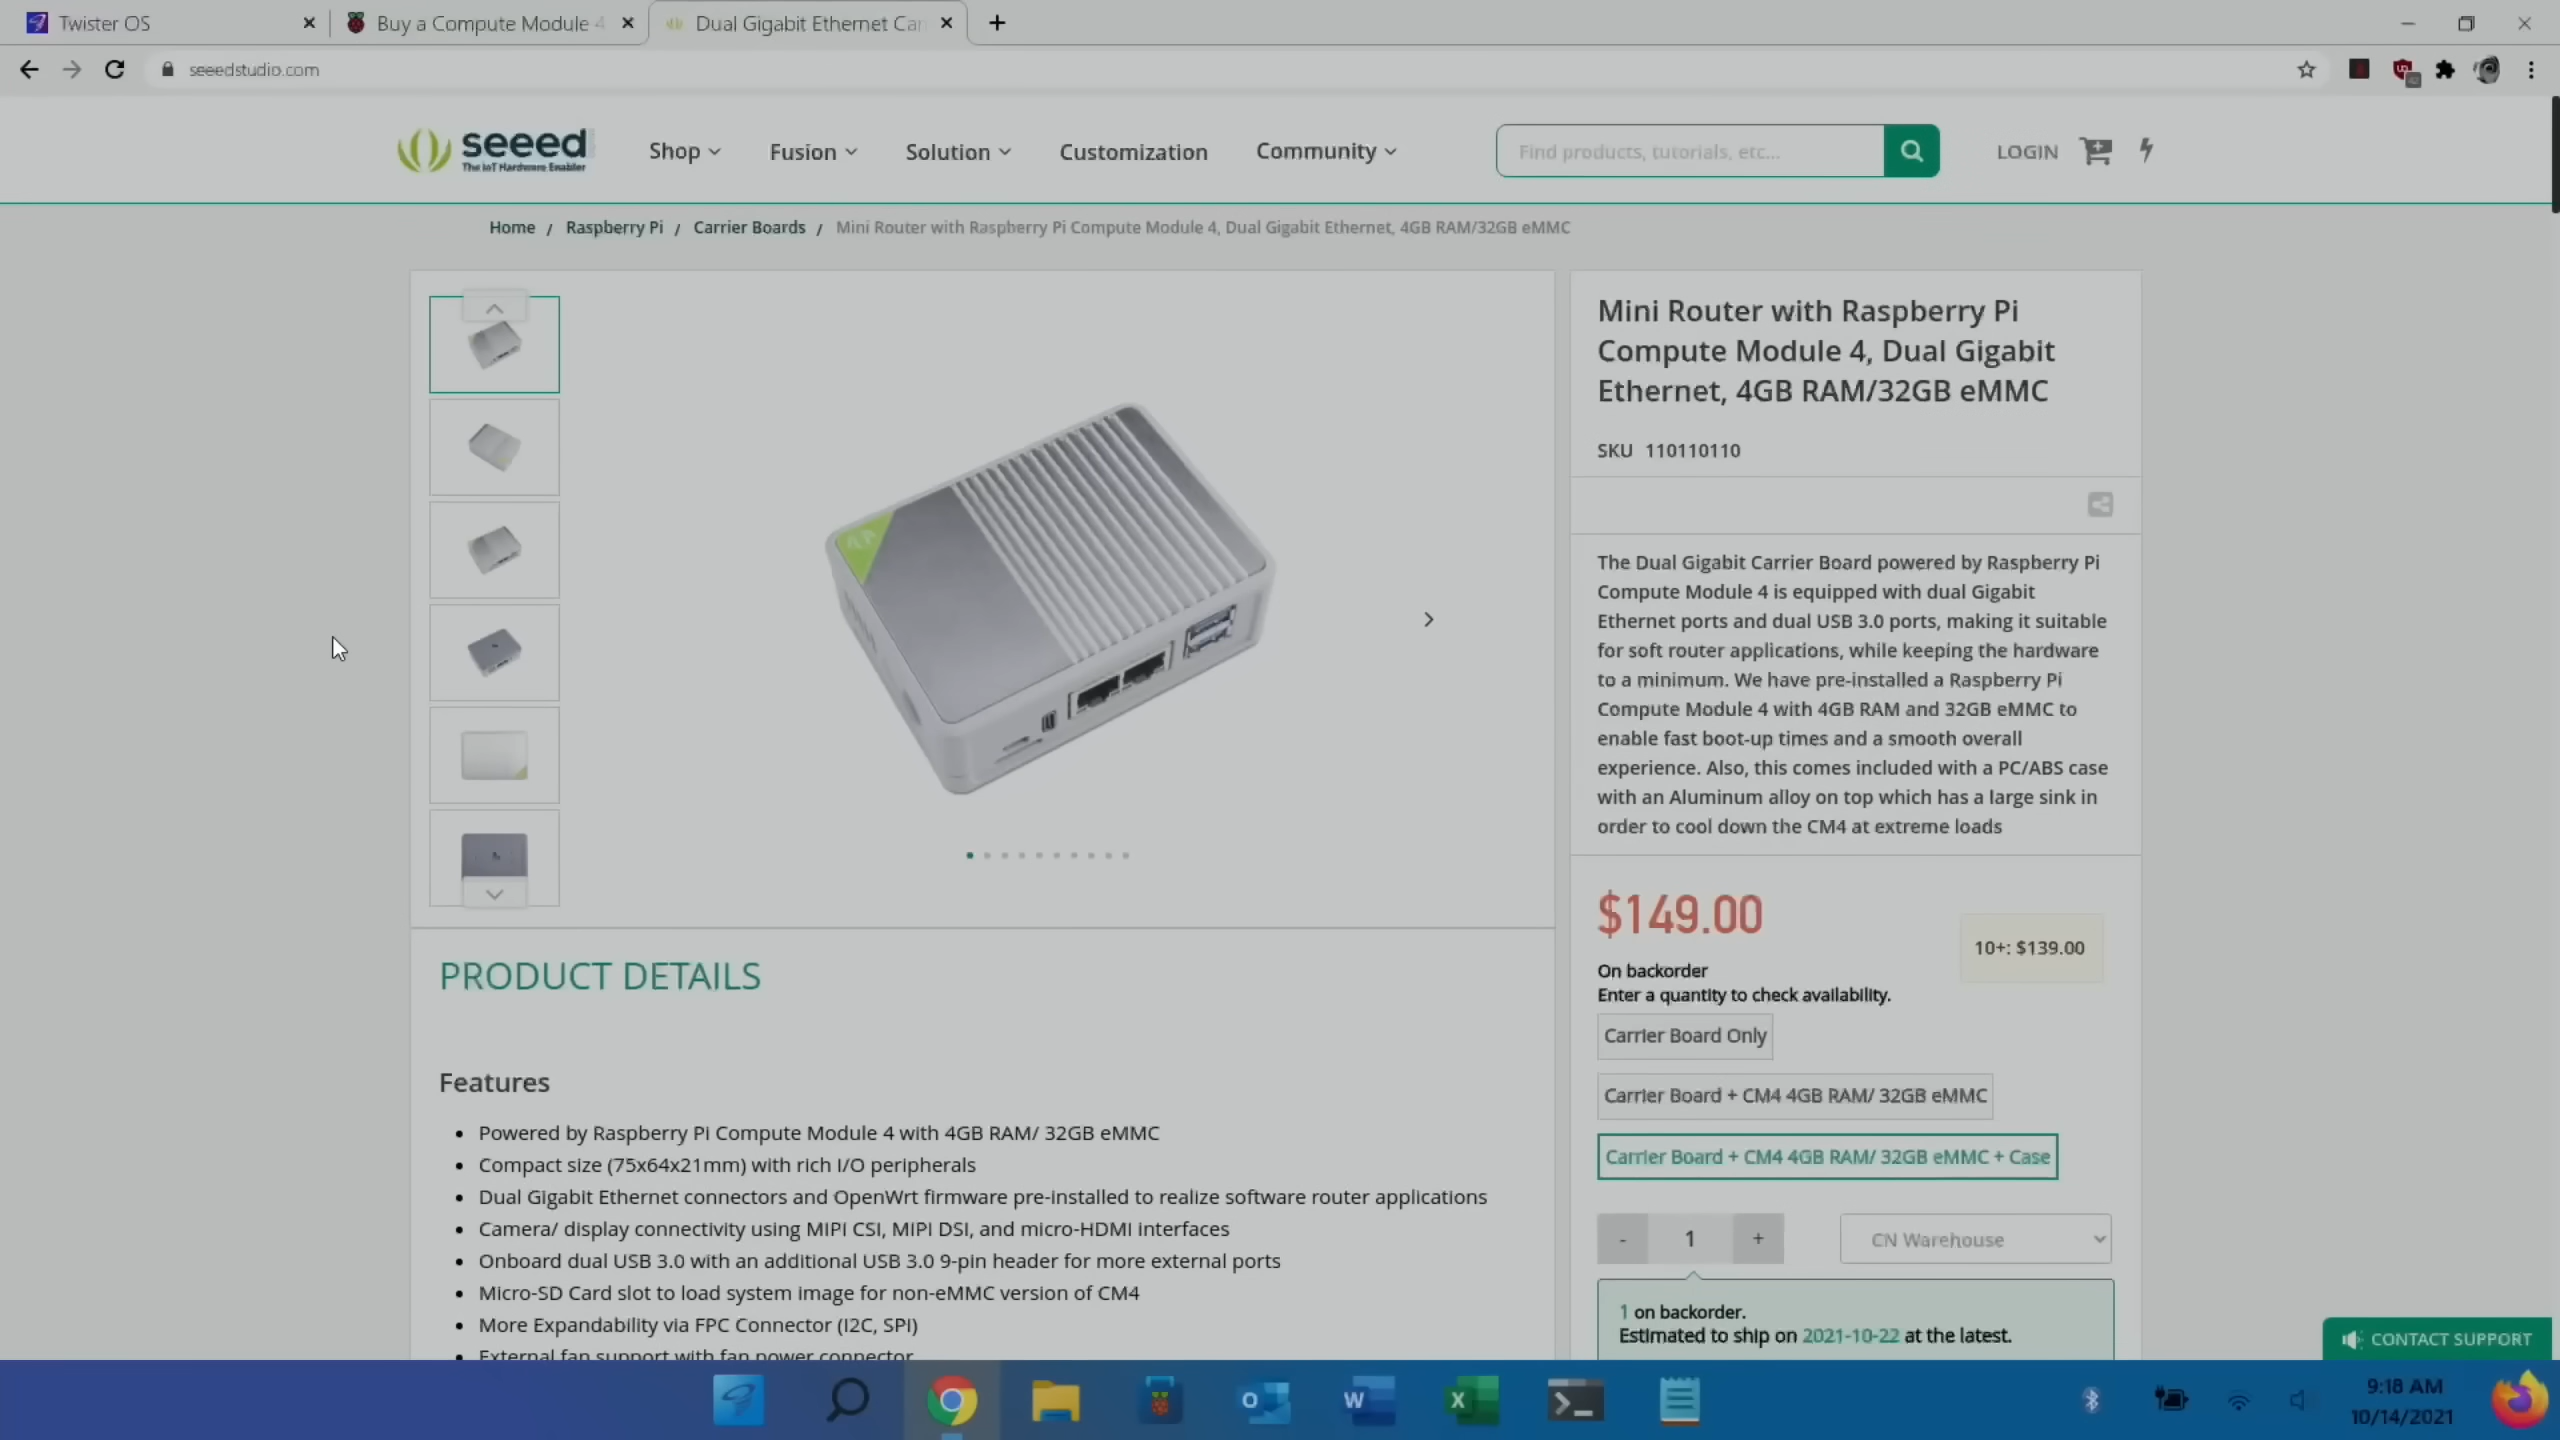 Twister OS
Buy a Compute Module 4
Dual Gigabit Ethernet Car
seeedstudio.com
seeed
The IoT Hardware Enabler
Shop
Fusion
Solution
Customization
Community
Find products, tutorials, etc...
LOGIN
Home / Raspberry Pi / Carrier Boards / Mini Router with Raspberry Pi Compute Module 4, Dual Gigabit Ethernet, 4GB RAM/32GB eMMC
Mini Router with Raspberry Pi
Compute Module 4, Dual Gigabit
Ethernet, 4GB RAM/32GB eMMC
SKU 110110110
The Dual Gigabit Carrier Board powered by Raspberry Pi
Compute Module 4 is equipped with dual Gigabit
Ethernet ports and dual USB 3.0 ports, making it suitable
for soft router applications, while keeping the hardware
to a minimum. We have pre-installed a Raspberry Pi
Compute Module 4 with 4GB RAM and 32GB eMMC to
enable fast boot-up times and a smooth overall
experience. Also, this comes included with a PC/ABS case
with an Aluminum alloy on top which has a large sink in
order to cool down the CM4 at extreme loads
$149.00
10+: $139.00
On backorder
Enter a quantity to check availability.
Carrier Board Only
Carrier Board + CM4 4GB RAM/ 32GB eMMC
Carrier Board + CM4 4GB RAM/ 32GB eMMC + Case
- 1 +
CN Warehouse
1 on backorder.
Estimated to ship on 2021-10-22 at the latest.
PRODUCT DETAILS
Features
• Powered by Raspberry Pi Compute Module 4 with 4GB RAM/ 32GB eMMC
• Compact size (75x64x21mm) with rich I/O peripherals
• Dual Gigabit Ethernet connectors and OpenWrt firmware pre-installed to realize software router applications
• Camera/ display connectivity using MIPI CSI, MIPI DSI, and micro-HDMI interfaces
• Onboard dual USB 3.0 with an additional USB 3.0 9-pin header for more external ports
• Micro-SD Card slot to load system image for non-eMMC version of CM4
• More Expandability via FPC Connector (I2C, SPI)
• External fan support with fan power connector
CONTACT SUPPORT
9:18 AM
10/14/2021